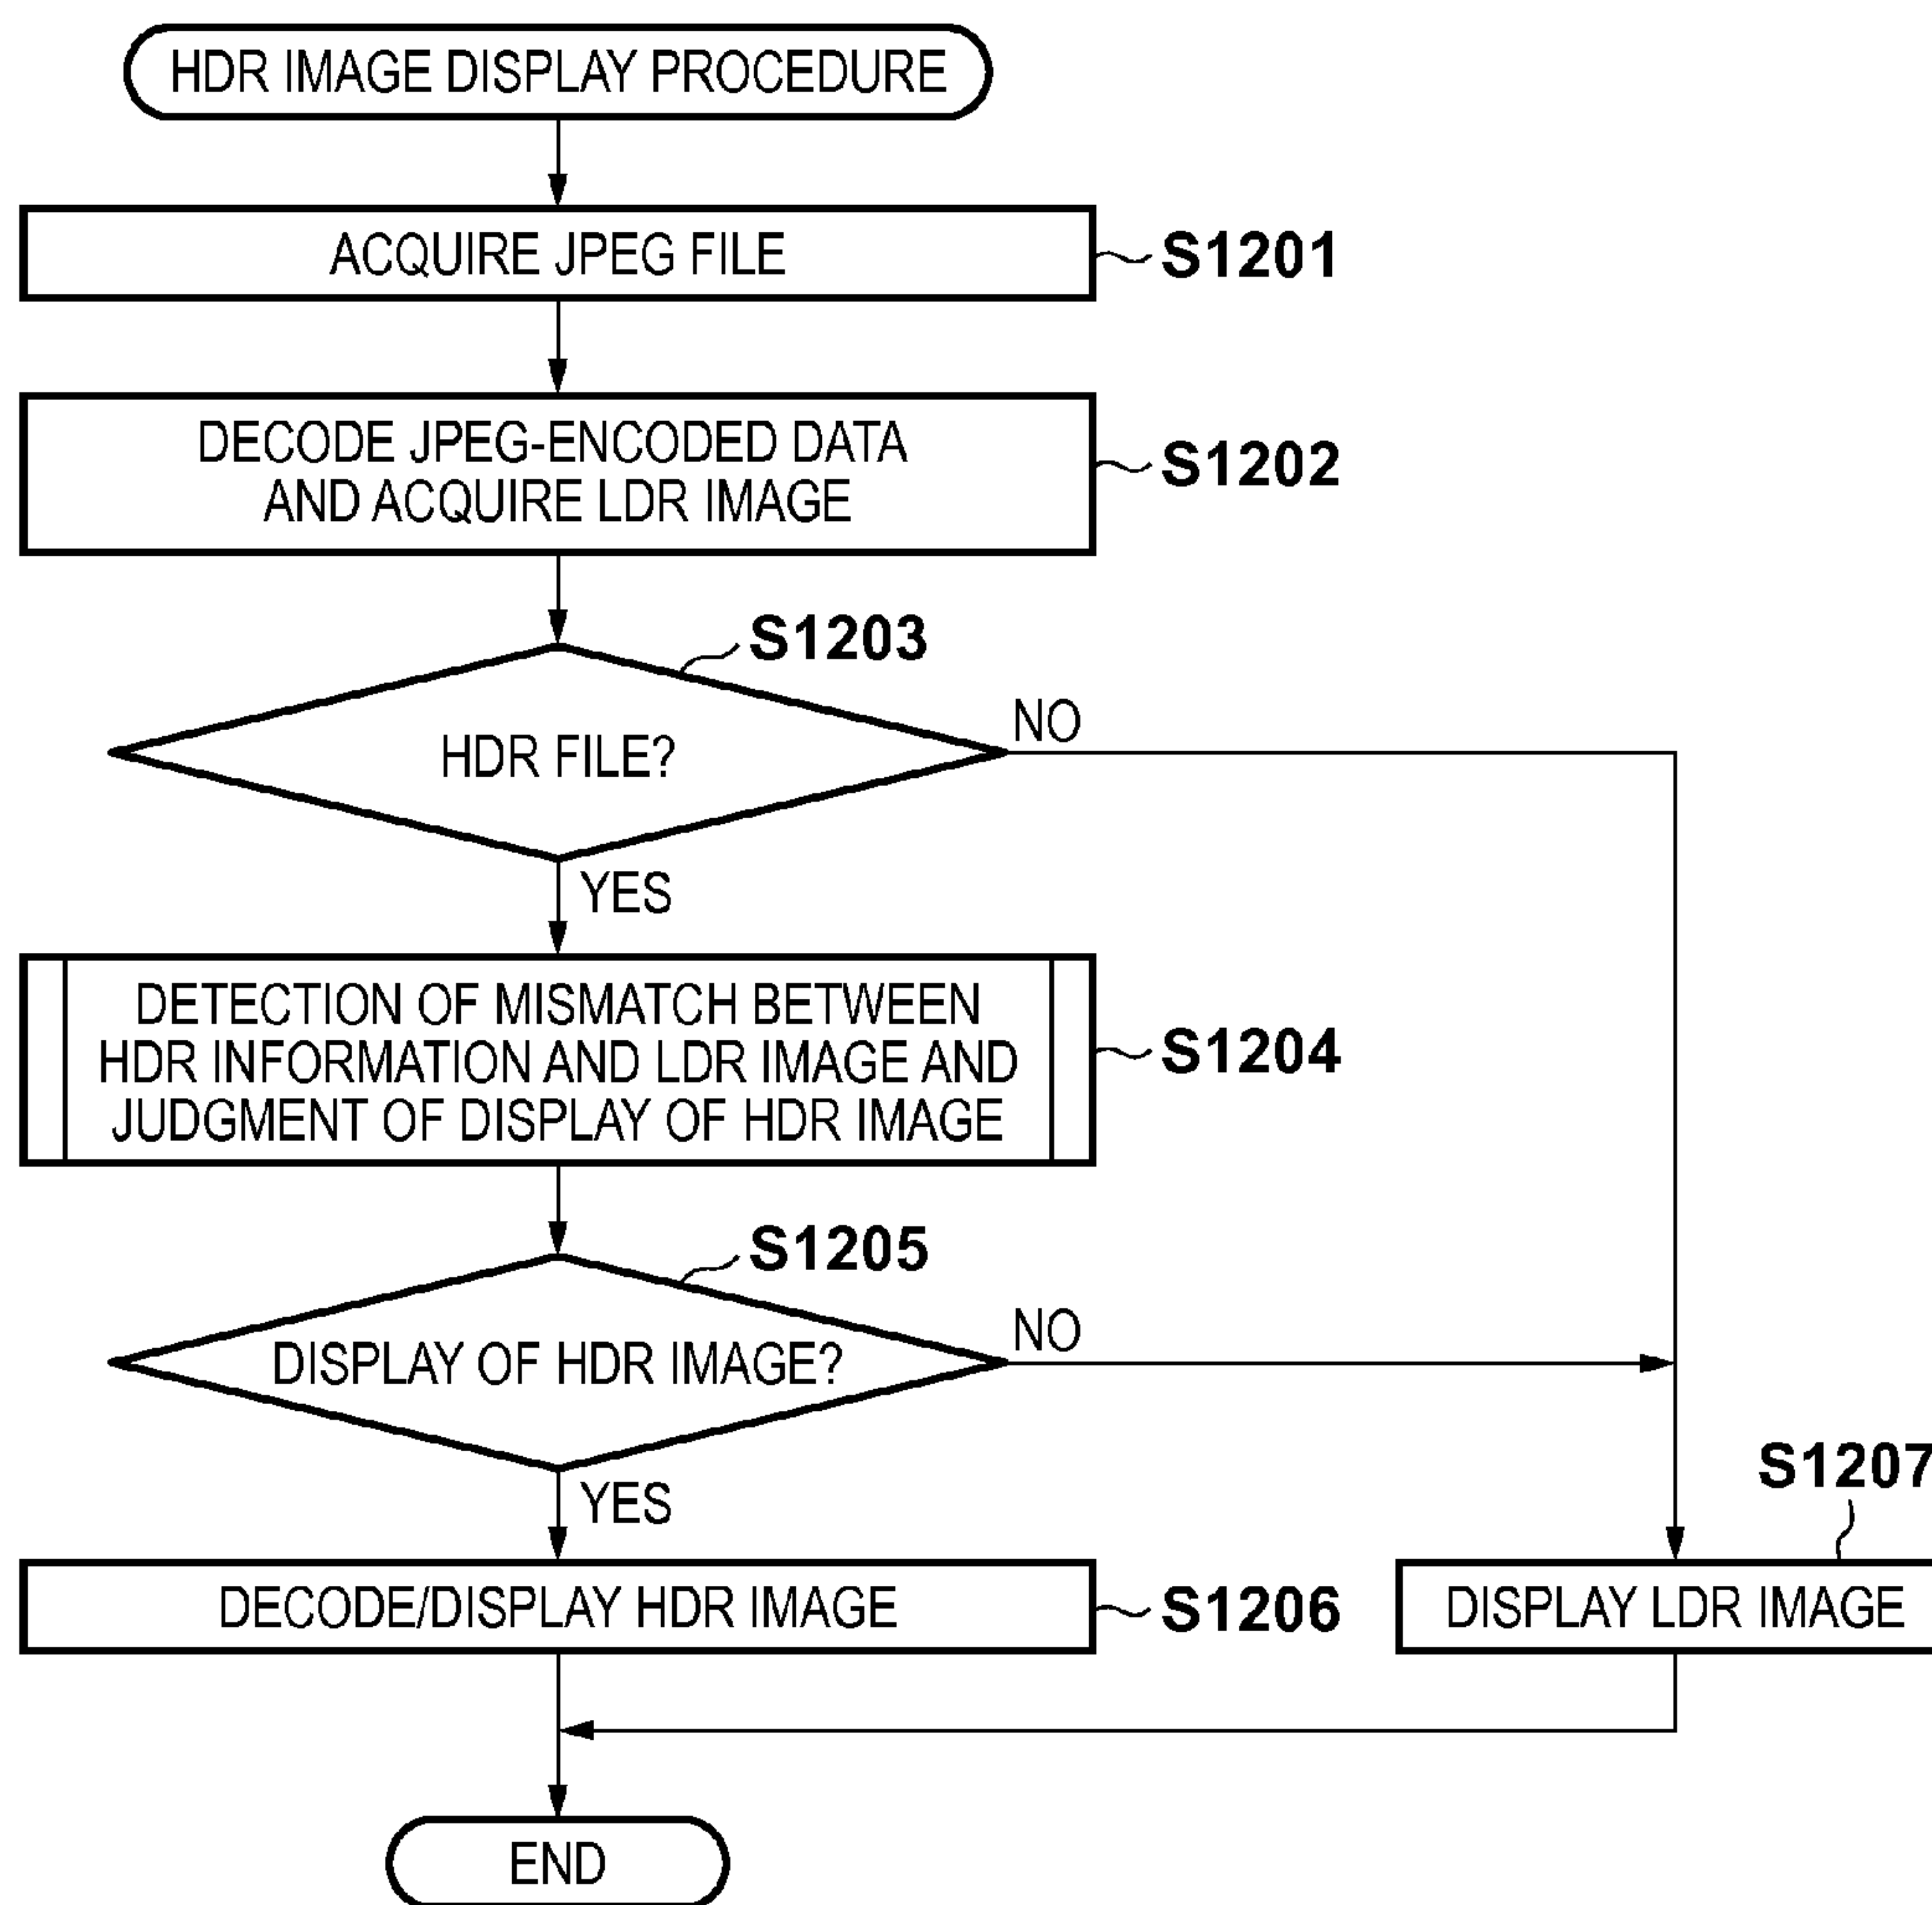 HDR IMAGE DISPLAY PROCEDURE
ACQUIRE JPEG FILE
S1201
DECODE JPEG-ENCODED DATA
AND ACQUIRE LDR IMAGE
S1202
S1203
HDR FILE?
NO
YES
DETECTION OF MISMATCH BETWEEN
HDR INFORMATION AND LDR IMAGE AND
JUDGMENT OF DISPLAY OF HDR IMAGE
S1204
S1205
DISPLAY OF HDR IMAGE?
NO
YES
S1207
DECODE/DISPLAY HDR IMAGE
S1206
DISPLAY LDR IMAGE
END